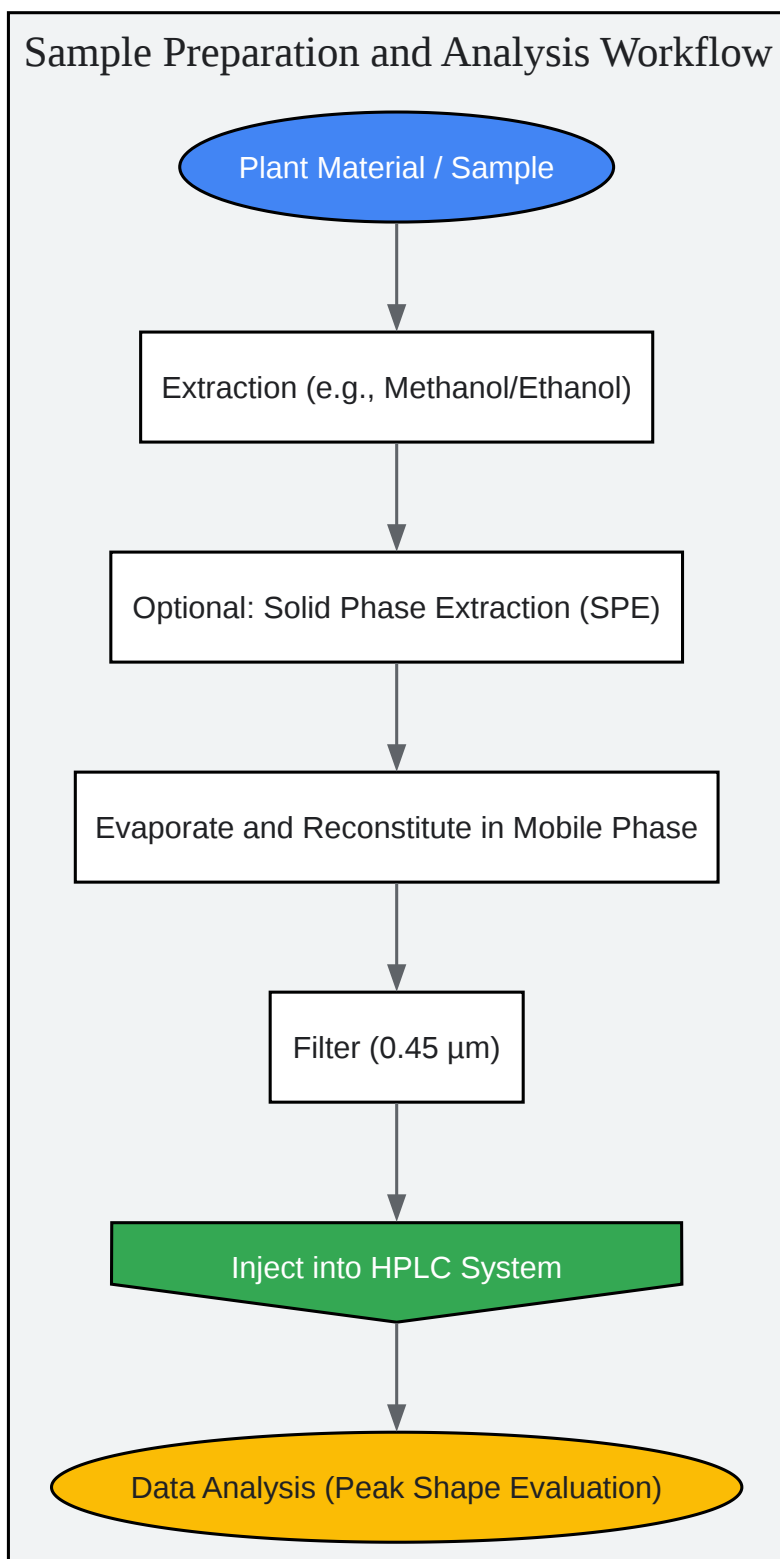 Sample Preparation and Analysis Workflow
Plant Material / Sample
Extraction (e.g., Methanol/Ethanol)
Optional: Solid Phase Extraction (SPE)
Evaporate and Reconstitute in Mobile Phase
Filter (0.45 µm)
Inject into HPLC System
Data Analysis (Peak Shape Evaluation)